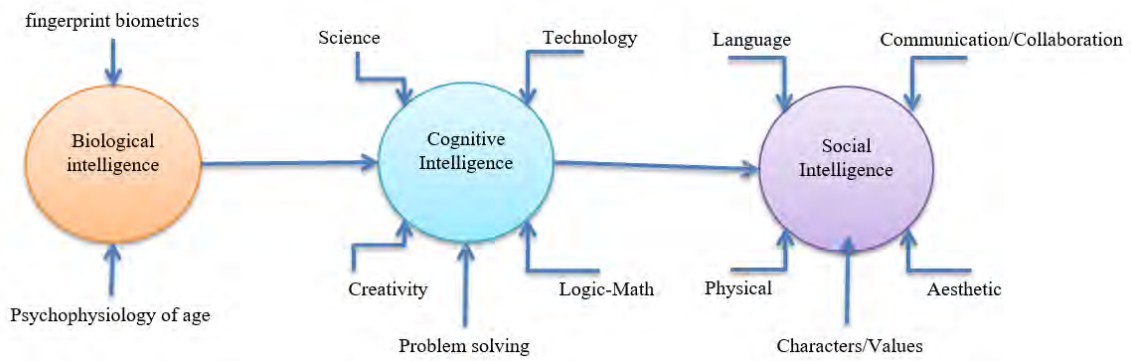 fingerprint biometrics
Science
Technology
Language
Communication/Collaboration
Biological
intelligence
Cognitive
Intelligence
Social
Intelligence
Psychophysiology of age
Creativity
Logic-Math
Physical
Aesthetic
Problem solving
Characters/Values